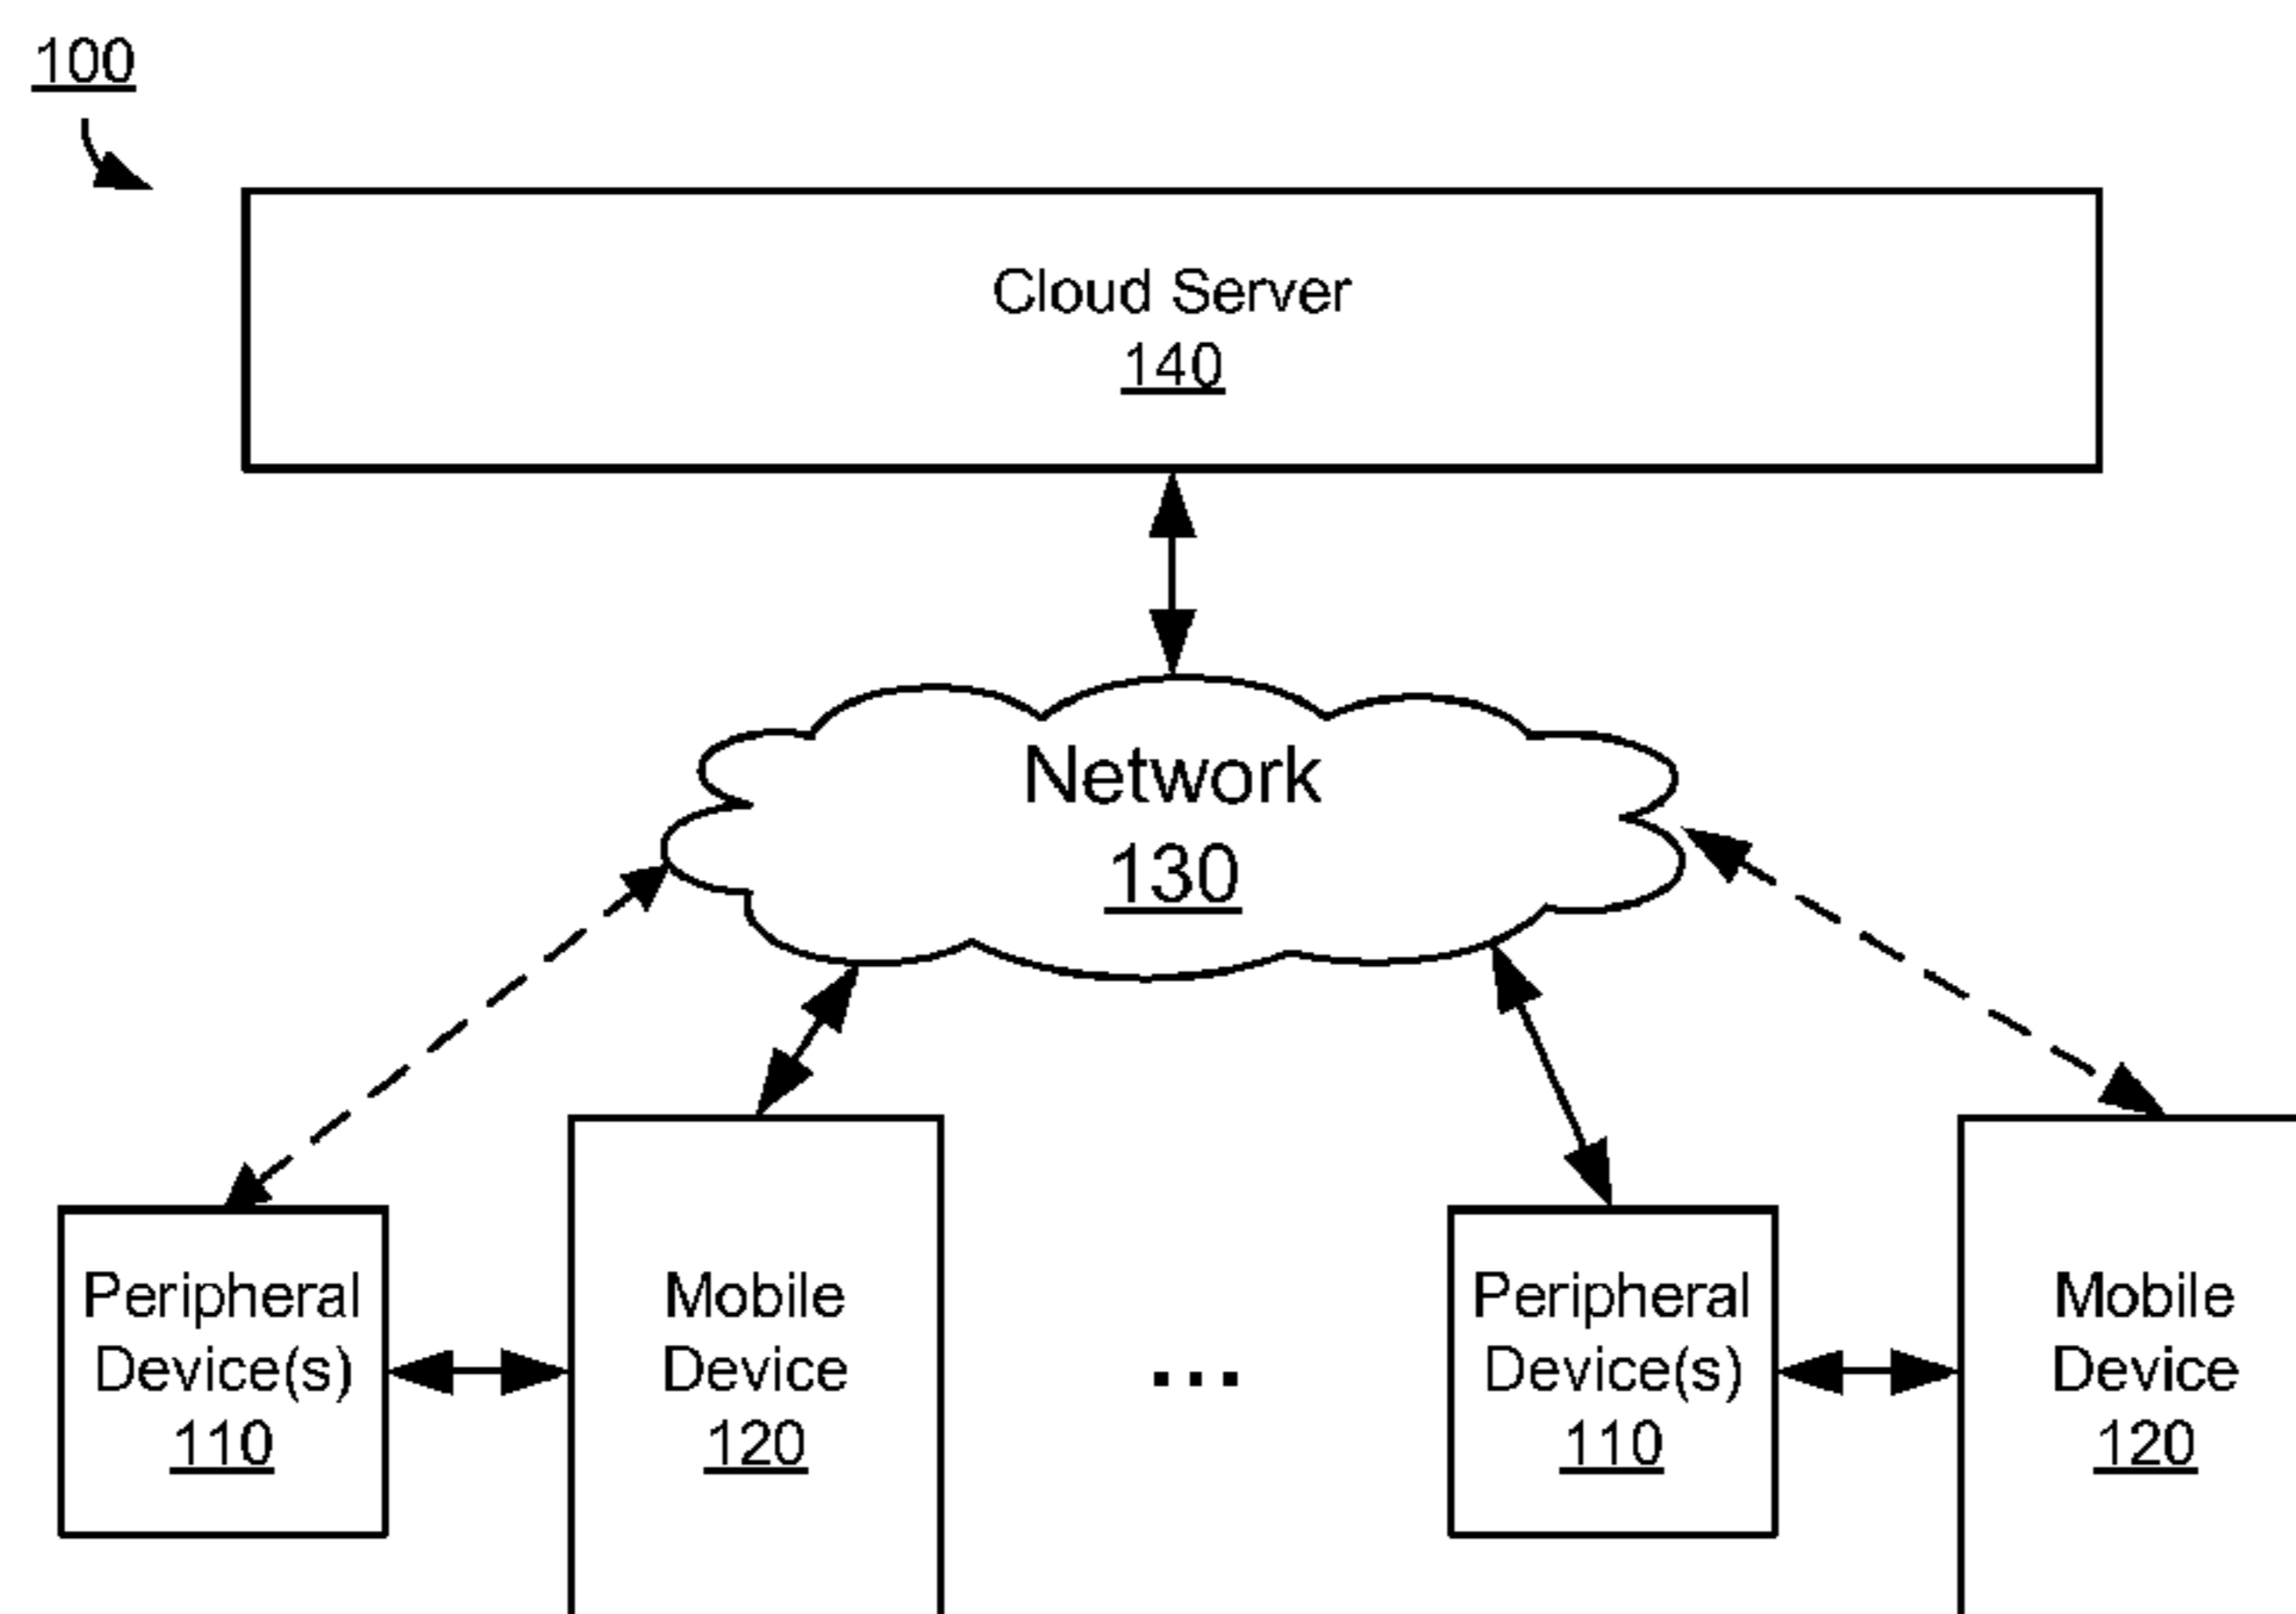 100
Cloud Server
140
Network
130
Peripheral
Device(s)
110
Mobile
Device
120
...
Peripheral
Device(s)
110
Mobile
Device
120